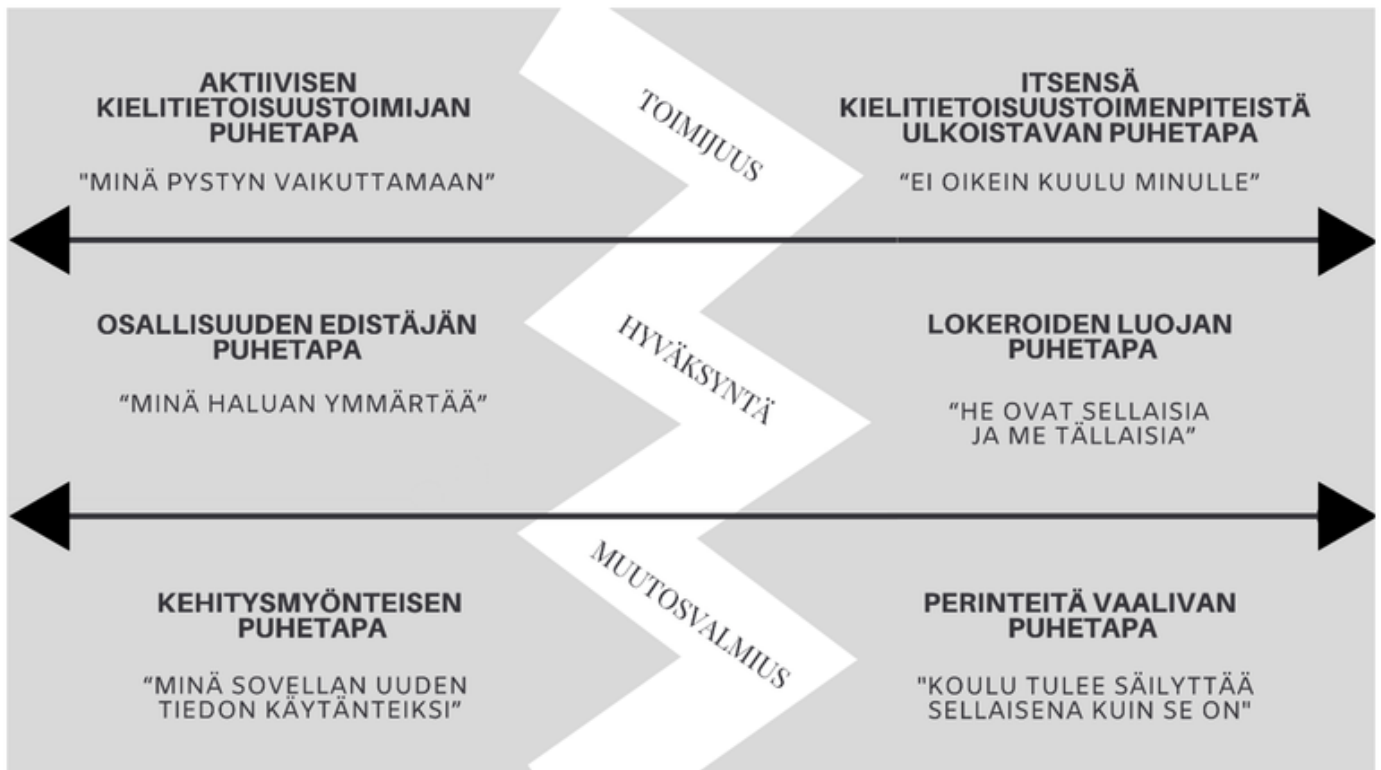 AKTIIVISEN
KIELITIETOISUUSTOIMIJAN
PUHETAPA
"MINÄ PYSTYN VAIKUTTAMAAN”
TOIMIJUUS
ITSENSÄ
KIELITIETOISUUSTOIMENPITEISTÄ
ULKOISTAVAN PUHETAPA
“EI OIKEIN KUULU MINULLE”
OSALLISUUDEN EDISTÄJÄN
PUHETAPA
“MINÄ HALUAN YMMÄRTÄÄ”
HYVÄKSYNTÄ
LOKEROIDEN LUOJAN
PUHETAPA
“HE OVAT SELLAISIA
JA ME TÄLLAISIA”
KEHITYSMYÖNTEISEN
PUHETAPA
“MINÄ SOVELLAN UUDEN
TIEDON KÄYTÄNTEIKSI”
MUUTOSVALMIUS
PERINTEITÄ VAALIVAN
PUHETAPA
"KOULU TULEE SÄILYTTÄÄ
SELLAISENA KUIN SE ON"